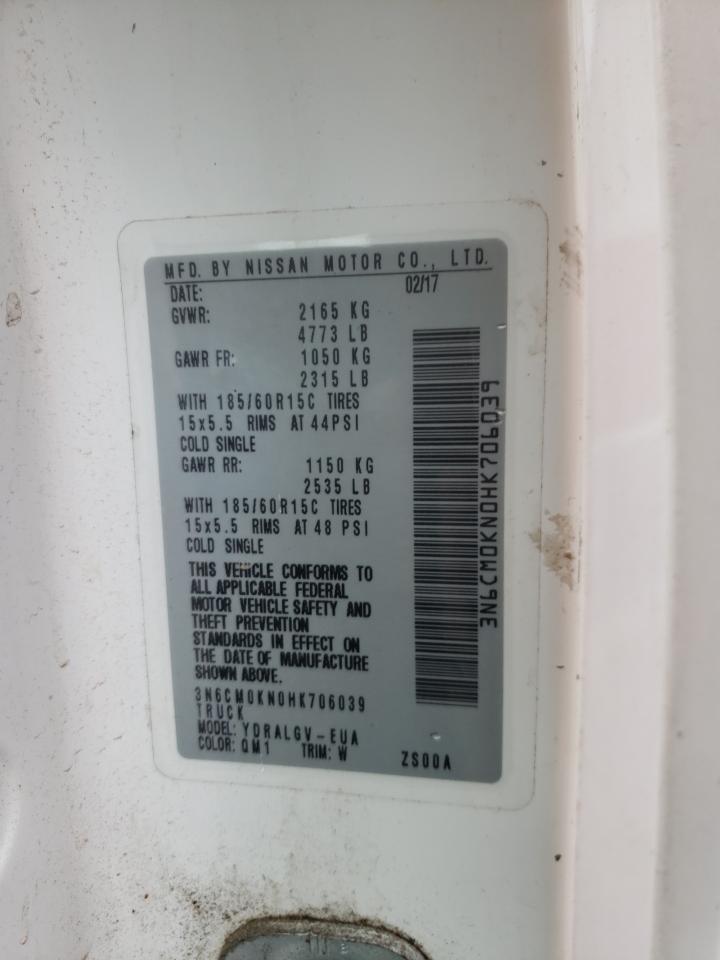 MFD. BY NISSAN MOTOR CO., LTD.
DATE: 02/17
GVWR: 2165 KG
4773 LB
GAWR FR: 1050 KG
2315 LB
WITH 185/60R15C TIRES
15x5.5 RIMS AT 44PSI
COLD SINGLE
GAWR RR: 1150 KG
2535 LB
WITH 185/60R15C TIRES
15x5.5 RIMS AT 48 PSI
COLD SINGLE
THIS VEHICLE CONFORMS TO
ALL APPLICABLE FEDERAL
MOTOR VEHICLE SAFETY AND
THEFT PREVENTION
STANDARDS IN EFFECT ON
THE DATE OF MANUFACTURE
SHOWN ABOVE.
3N6CM0KN0HK706039
TRUCK
MODEL: YDRALGV-EUA
COLOR: QM1 TRIM: W ZS00A
3N6CM0KN0HK706039